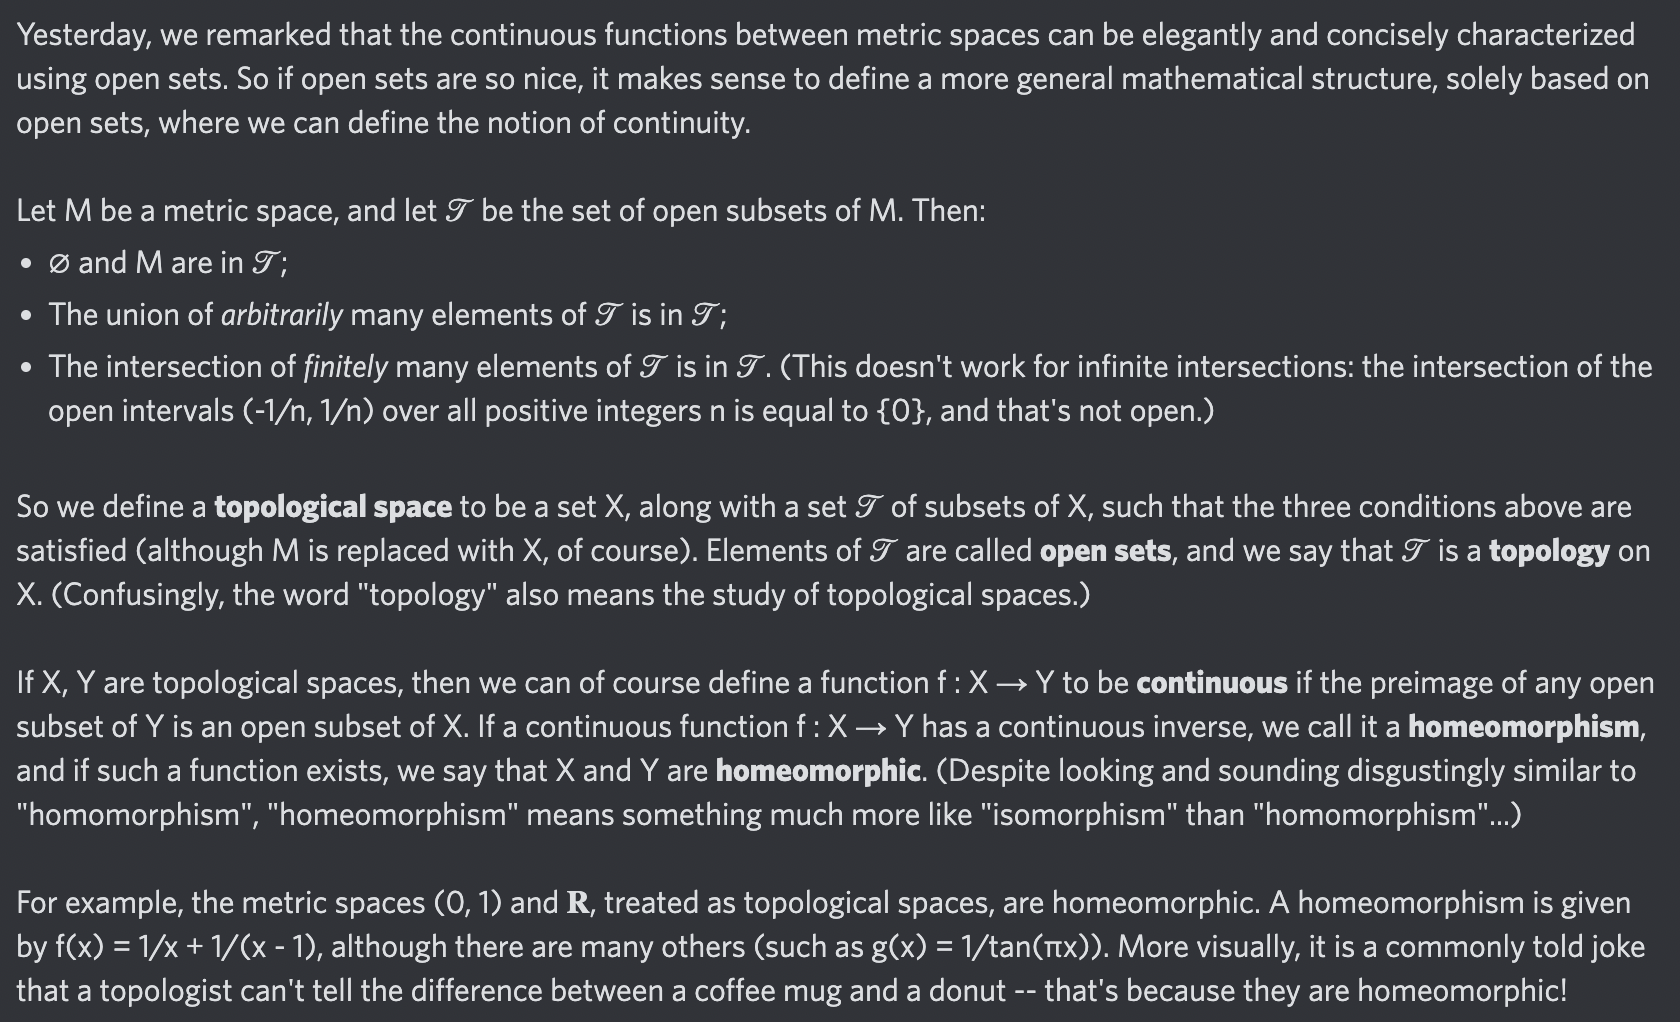 Yesterday, we remarked that the continuous functions between metric spaces can be elegantly and concisely characterized
using open sets. So if open sets are so nice, it makes sense to define a more general mathematical structure, solely based on
open sets, where we can define the notion of continuity.
Let M be a metric space, and let 𝒯 be the set of open subsets of M. Then:
• ∅ and M are in 𝒯;
• The union of arbitrarily many elements of 𝒯 is in 𝒯;
• The intersection of finitely many elements of 𝒯 is in 𝒯. (This doesn't work for infinite intersections: the intersection of the
open intervals (-1/n, 1/n) over all positive integers n is equal to {0}, and that's not open.)
So we define a topological space to be a set X, along with a set 𝒯 of subsets of X, such that the three conditions above are
satisfied (although M is replaced with X, of course). Elements of 𝒯 are called open sets, and we say that 𝒯 is a topology on
X. (Confusingly, the word "topology" also means the study of topological spaces.)
If X, Y are topological spaces, then we can of course define a function f : X → Y to be continuous if the preimage of any open
subset of Y is an open subset of X. If a continuous function f : X → Y has a continuous inverse, we call it a homeomorphism,
and if such a function exists, we say that X and Y are homeomorphic. (Despite looking and sounding disgustingly similar to
"homomorphism", "homeomorphism" means something much more like "isomorphism" than "homomorphism"...)
For example, the metric spaces (0, 1) and 𝐑, treated as topological spaces, are homeomorphic. A homeomorphism is given
by f(x) = 1/x + 1/(x - 1), although there are many others (such as g(x) = 1/tan(πx)). More visually, it is a commonly told joke
that a topologist can't tell the difference between a coffee mug and a donut -- that's because they are homeomorphic!